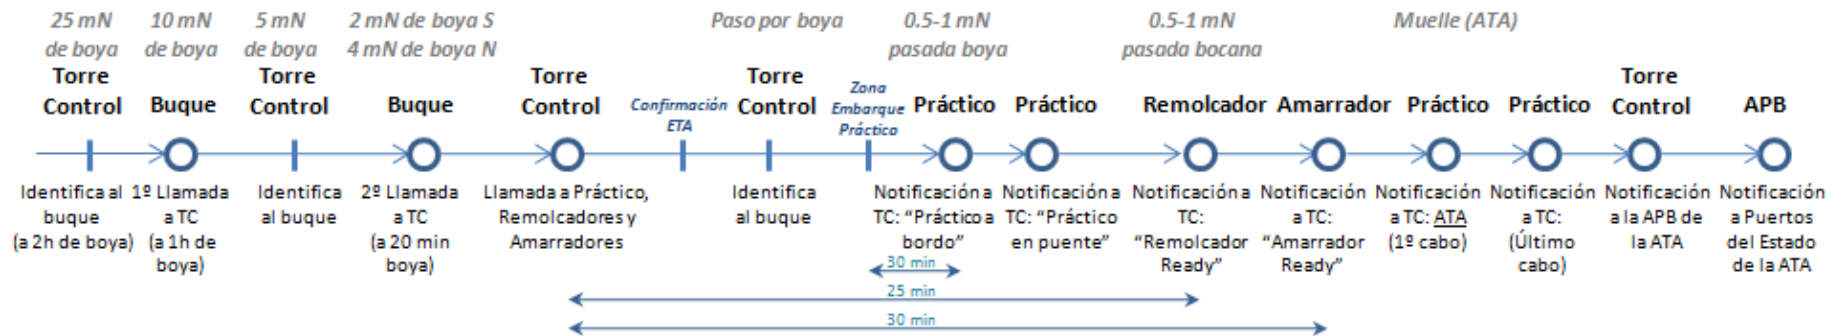 25 mN
de boya
10 mN
de boya
5 mN
de boya
2 mN de boya S
4 mN de boya N
Paso por boya
0.5-1 mN
pasada boya
0.5-1 mN
pasada bocana
Muelle (ATA)
Torre
Control
Buque
Torre
Control
Buque
Torre
Control
Confirmación
ETA
Torre
Control
Zona
Embarque
Práctico
Práctico
Práctico
Remolcador
Amarrador
Práctico
Práctico
Torre
Control
APB
Identifica al
buque
(a 2h de boya)
1º Llamada
a TC
(a 1h de
boya)
Identifica
al buque
2º Llamada
a TC
(a 20 min
boya)
Llamada a Práctico,
Remolcadores y
Amarradores
Identifica
al buque
Notificación a
TC: “Práctico a
bordo”
Notificación a
TC: “Práctico
en puente”
Notificación a
TC:
“Remolcador
Ready”
Notificación
a TC:
“Amarrador
Ready”
Notificación
a TC: ATA
(1º cabo)
Notificación
a TC:
(Último
cabo)
Notificación
a la APB de
la ATA
Notificación
a Puertos
del Estado
de la ATA
30 min
25 min
30 min